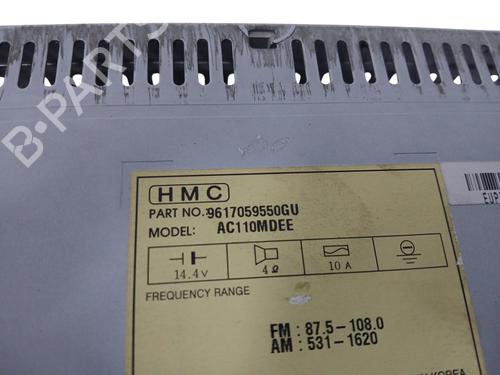 B-PARTS
HMC
PART NO.: 9617059550GU
MODEL: AC110MDEE
14.4V 4Ω 10 A
FREQUENCY RANGE
FM : 87.5-108.0
AM : 531-1620
KOREA